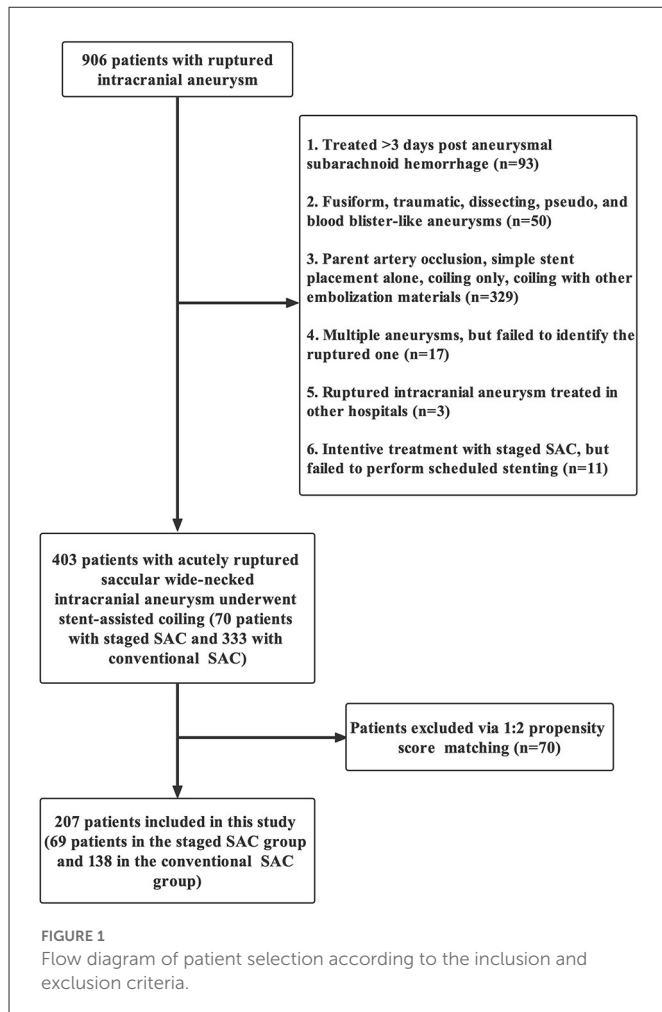 906 patients with ruptured
intracranial aneurysm
1. Treated >3 days post aneurysmal
subarachnoid hemorrhage (n=93)
2. Fusiform, traumatic, dissecting, pseudo, and
blood blister-like aneurysms (n=50)
3. Parent artery occlusion, simple stent
placement alone, coiling only, coiling with other
embolization materials (n=329)
4. Multiple aneurysms, but failed to identify the
ruptured one (n=17)
5. Ruptured intracranial aneurysm treated in
other hospitals (n=3)
6. Intentive treatment with staged SAC, but
failed to perform scheduled stenting (n=11)
403 patients with acutely ruptured
saccular wide-necked
intracranial aneurysm underwent
stent-assisted coiling (70 patients
with staged SAC and 333 with
conventional SAC)
Patients excluded via 1:2 propensity
score matching (n=70)
207 patients included in this study
(69 patients in the staged SAC group
and 138 in the conventional SAC
group)
FIGURE 1
Flow diagram of patient selection according to the inclusion and
exclusion criteria.